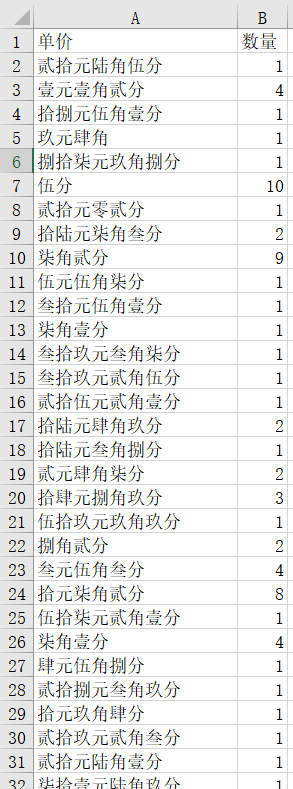 A B
1 单价 数量
2 贰拾元陆角伍分 1
3 壹元壹角贰分 4
4 拾捌元伍角壹分 1
5 玖元肆角 1
6 捌拾柒元玖角捌分 1
7 伍分 10
8 贰拾元零贰分 1
9 拾陆元柒角叁分 2
10 柒角贰分 9
11 伍元伍角柒分 1
12 叁拾元伍角壹分 1
13 柒角壹分 1
14 叁拾玖元叁角柒分 1
15 叁拾玖元贰角伍分 1
16 贰拾伍元贰角壹分 1
17 拾陆元肆角玖分 2
18 拾陆元叁角捌分 1
19 贰元肆角柒分 2
20 拾肆元捌角玖分 3
21 伍拾玖元玖角玖分 1
22 捌角贰分 2
23 叁元伍角叁分 4
24 拾元柒角贰分 8
25 伍拾柒元贰角壹分 1
26 柒角壹分 4
27 肆元伍角捌分 1
28 贰拾捌元叁角玖分 1
29 拾元玖角肆分 1
30 贰拾玖元贰角叁分 1
31 贰拾元陆角壹分 1
32 柒拾壹元陆角玖分 1